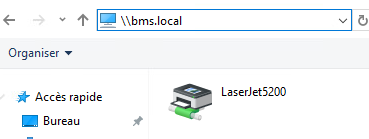 \\bms.local
Organiser
Accès rapide
Bureau
LaserJet5200